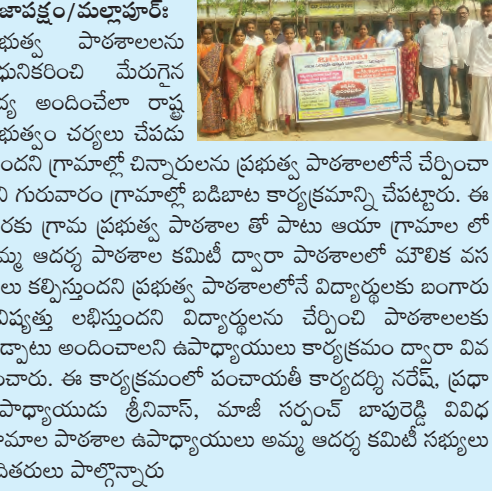 జాపక్షం/మల్లాపూర్:
భుత్వ పాఠశాలలను
ధునికరించి మేరుగైన
ద్య అందించేలా రాష్ట్ర
భుత్వం చర్యలు చేపడు
ందని గ్రామాల్లో చిన్నారులను ప్రభుత్వ పాఠశాలలోనే చేర్పించా
ని గురువారం గ్రామాల్లో బడిబాట కార్యక్రమాన్ని చేపట్టారు. ఈ
రకు గ్రామ ప్రభుత్వ పాఠశాల తో పాటు ఆయా గ్రామాల లో
మ్మ ఆదర్శ పాఠశాల కమిటీ ద్వారా పాఠశాలలో మౌలిక వస
లు కల్పిస్తుందని ప్రభుత్వ పాఠశాలలోనే విద్యార్థులకు బంగారు
విష్యత్తు లభిస్తుందని విద్యార్థులను చేర్పించి పాఠశాలలకు
డ్పాటు అందించాలని ఉపాధ్యాయులు కార్యక్రమం ద్వారా వివ
ంచారు. ఈ కార్యక్రమంలో పంచాయతీ కార్యదర్శి నరేష్, ప్రధా
పాధ్యాయుడు శ్రీనివాస్, మాజీ సర్పంచ్ బాపురెడ్డి వివిధ
రామాల పాఠశాల ఉపాధ్యాయులు అమ్మ ఆదర్శ కమిటీ సభ్యులు
దితరులు పాల్గొన్నారు
బడిబాట